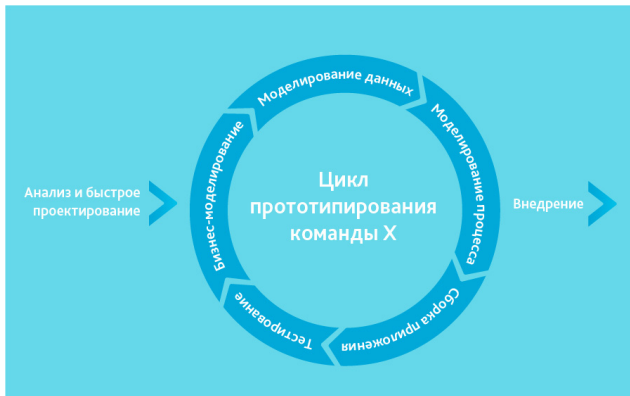 Анализ и быстрое
проектирование
Бизнес-моделирование
Моделирование данных
Моделирование процесса
Сборка приложения
Тестирование
Цикл
прототипирования
команды X
Внедрение